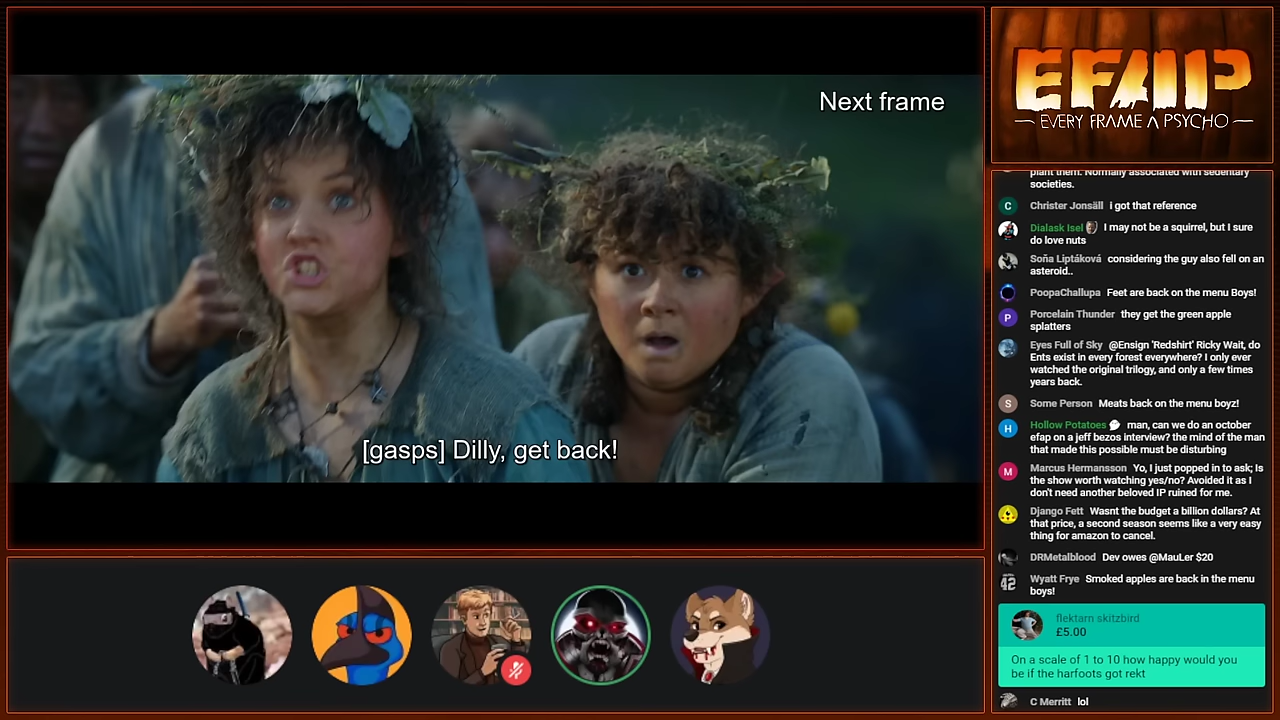 Next frame
[gasps] Dilly, get back!
EFAP
EVERY FRAME A PSYCHO
plant them. Normally associated with sedentary
societies.
C Christer Jonsäll i got that reference
Dialask Isel I may not be a squirrel, but I sure
do love nuts
Soňa Liptáková considering the guy also fell on an
asteroid..
PoopaChallupa Feet are back on the menu Boys!
P Porcelain Thunder they get the green apple
splatters
Eyes Full of Sky @Ensign 'Redshirt' Ricky Wait, do
Ents exist in every forest everywhere? I only ever
watched the original trilogy, and only a few times
years back.
S Some Person Meats back on the menu boyz!
H Hollow Potatoes man, can we do an october
efap on a jeff bezos interview? the mind of the man
that made this possible must be disturbing
M Marcus Hermansson Yo, I just popped in to ask; Is
the show worth watching yes/no? Avoided it as I
don't need another beloved IP ruined for me.
Django Fett Wasnt the budget a billion dollars? At
that price, a second season seems like a very easy
thing for amazon to cancel.
DRMetalblood Dev owes @MauLer $20
42 Wyatt Frye Smoked apples are back in the menu
boys!
flektarn skitzbird
£5.00
On a scale of 1 to 10 how happy would you
be if the harfoots got rekt
C Merritt lol